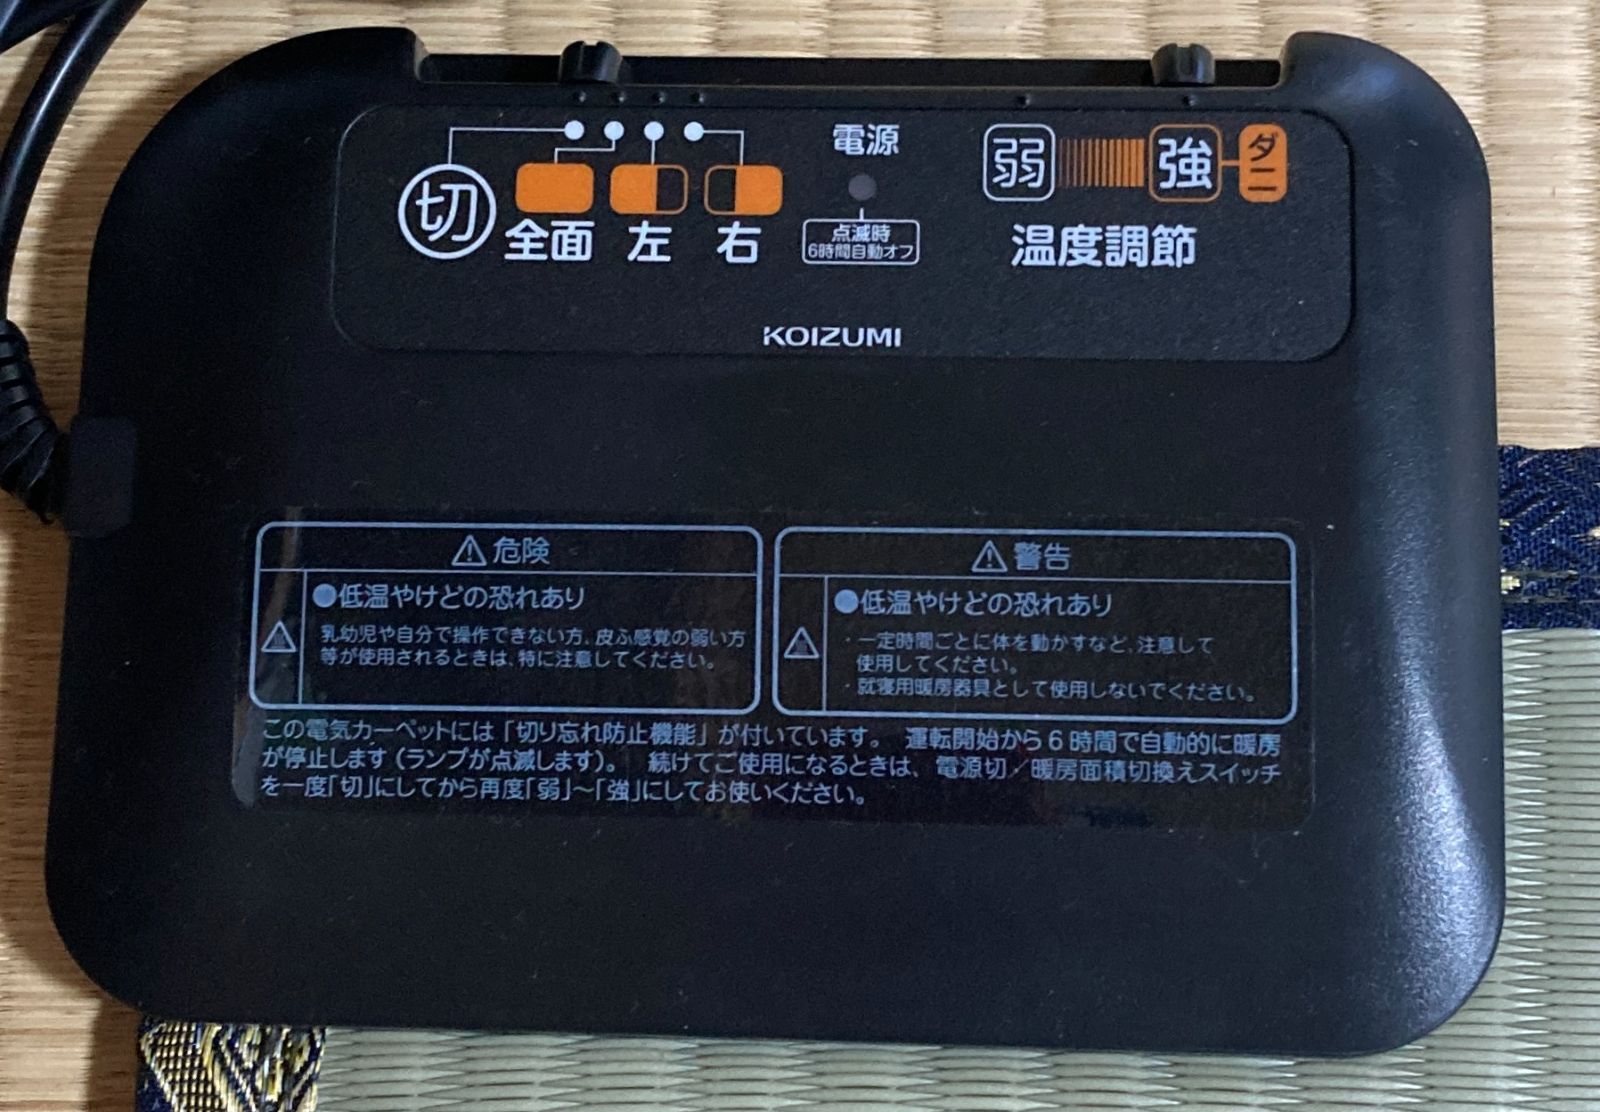 切
全面
左
右
電源
点滅時
6時間自動オフ
弱
強
ダニ
温度調節
KOIZUMI
危険
●低温やけどの恐れあり
乳幼児や自分で操作できない方、皮ふ感覚の弱い方
等が使用されるときは、特に注意してください。
警告
●低温やけどの恐れあり
・一定時間ごとに体を動かすなど、注意して
使用してください。
・就寝用暖房器具として使用しないでください。
この電気カーペットには「切り忘れ防止機能」が付いています。 運転開始から6時間で自動的に暖房
が停止します(ランプが点滅します)。 続けてご使用になるときは、電源切/暖房面積切換えスイッチ
を一度「切」にしてから再度「弱」～「強」にしてお使いください。